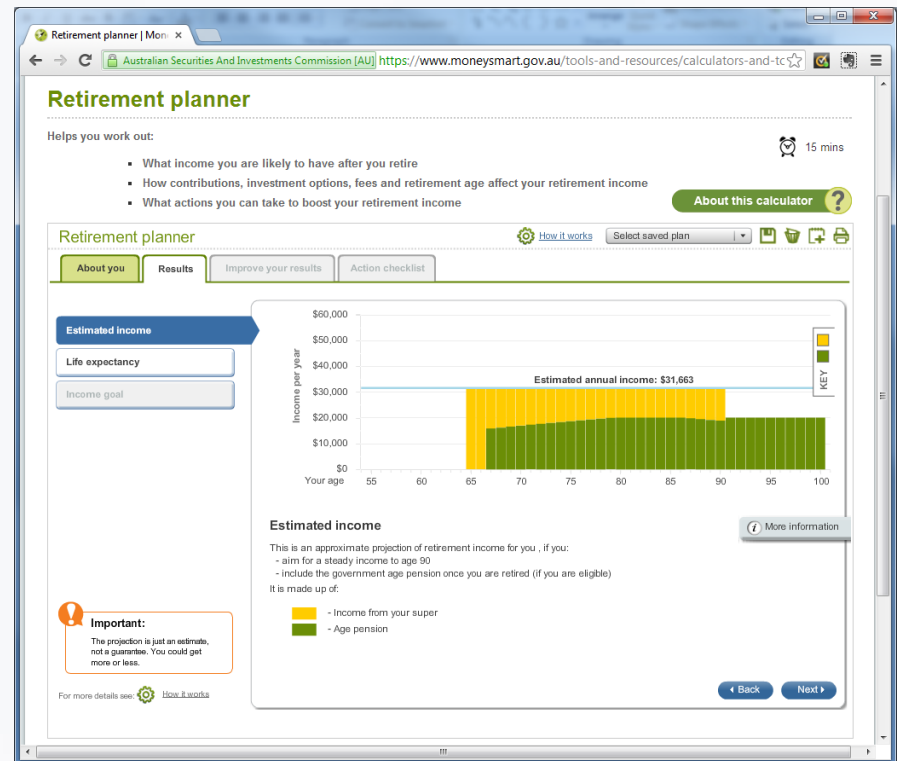 Retirement planner | Mon
Australian Securities And Investments Commission [AU] https://www.moneysmart.gov.au/tools-and-resources/calculators-and-tc
Retirement planner
Helps you work out:
15 mins
▪ What income you are likely to have after you retire
▪ How contributions, investment options, fees and retirement age affect your retirement income
▪ What actions you can take to boost your retirement income
About this calculator ?
Retirement planner
How it works
Select saved plan
About you
Results
Improve your results
Action checklist
Estimated income
Life expectancy
Income goal
Income per year
$60,000
$50,000
$40,000
$30,000
$20,000
$10,000
$0
Estimated annual income: $31,663
KEY
Your age 55 60 65 70 75 80 85 90 95 100
Estimated income
i More information
This is an approximate projection of retirement income for you , if you:
- aim for a steady income to age 90
- include the government age pension once you are retired (if you are eligible)
It is made up of:
- Income from your super
- Age pension
Important:
The projection is just an estimate,
not a guarantee. You could get
more or less.
For more details see: How it works
Back
Next